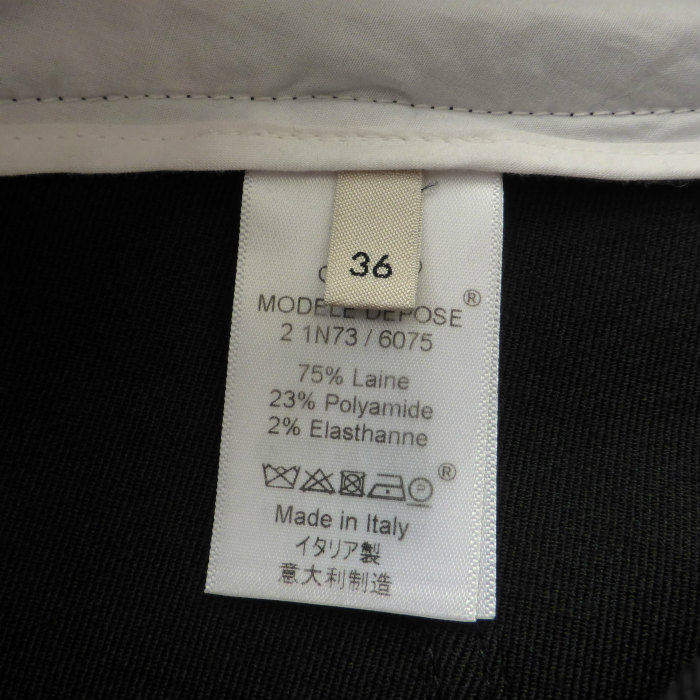 36
MODELE DEPOSE®
2 1N73 / 6075
75% Laine
23% Polyamide
2% Elasthanne
P ®
Made in Italy
イタリア製
意大利制造